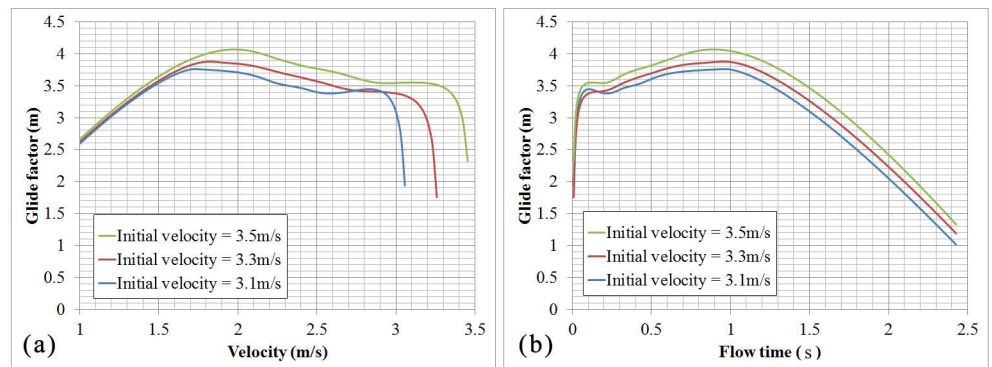 4.5
4
3.5
3
2.5
2
1.5
1
0.5
0
Glide factor (m)
Initial velocity = 3.5m/s
Initial velocity = 3.3m/s
Initial velocity = 3.1m/s
1 1.5 2 2.5 3 3.5
Velocity (m/s)
(a)
4.5
4
3.5
3
2.5
2
1.5
1
0.5
0
Glide factor (m)
Initial velocity = 3.5m/s
Initial velocity = 3.3m/s
Initial velocity = 3.1m/s
0 0.5 1 1.5 2 2.5
Flow time (s)
(b)